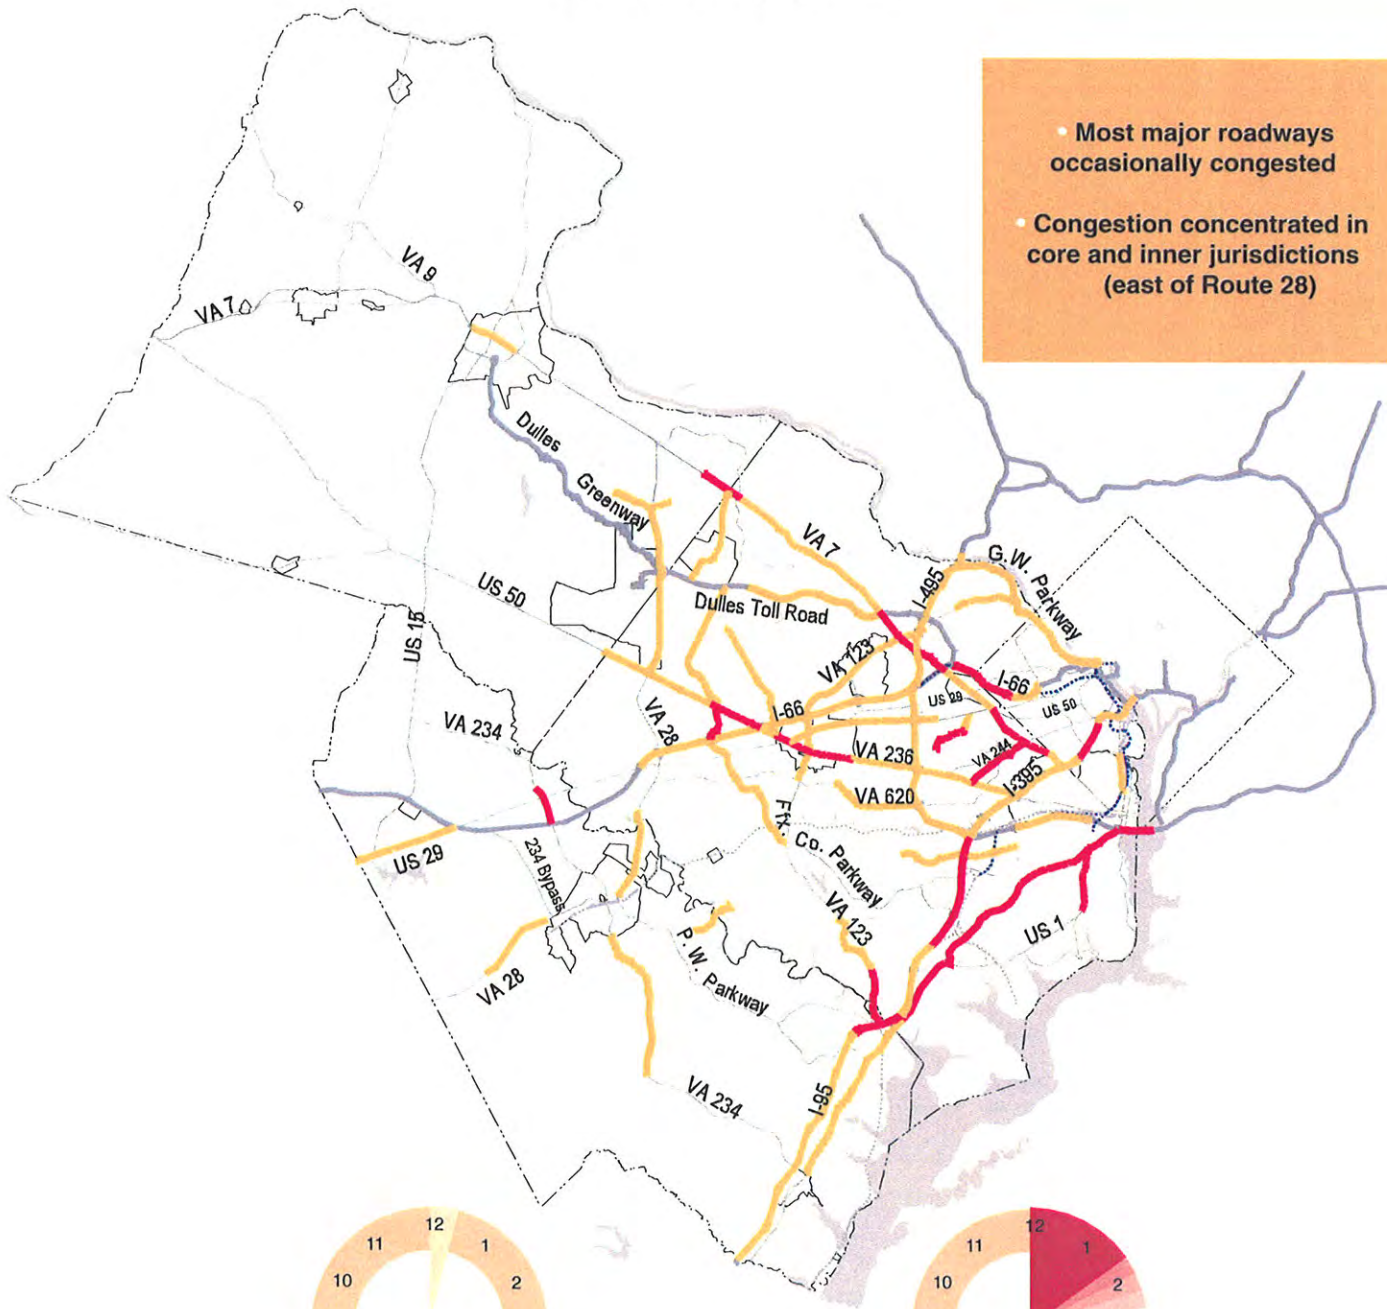 • Most major roadways
occasionally congested
• Congestion concentrated in
core and inner jurisdictions
(east of Route 28)
VA 9
VA 7
Dulles
Greenway
VA 7
G.W. Parkway
I-495
US 50
Dulles Toll Road
US 15
VA 123
I-66
US 29
US 50
I-66
VA 28
VA 234
VA 236
VA 244
I-395
VA 620
Ffx. Co. Parkway
US 29
234 Bypass
VA 123
US 1
P. W. Parkway
VA 28
VA 234
I-95
12
11
1
10
2
12
11
1
10
2